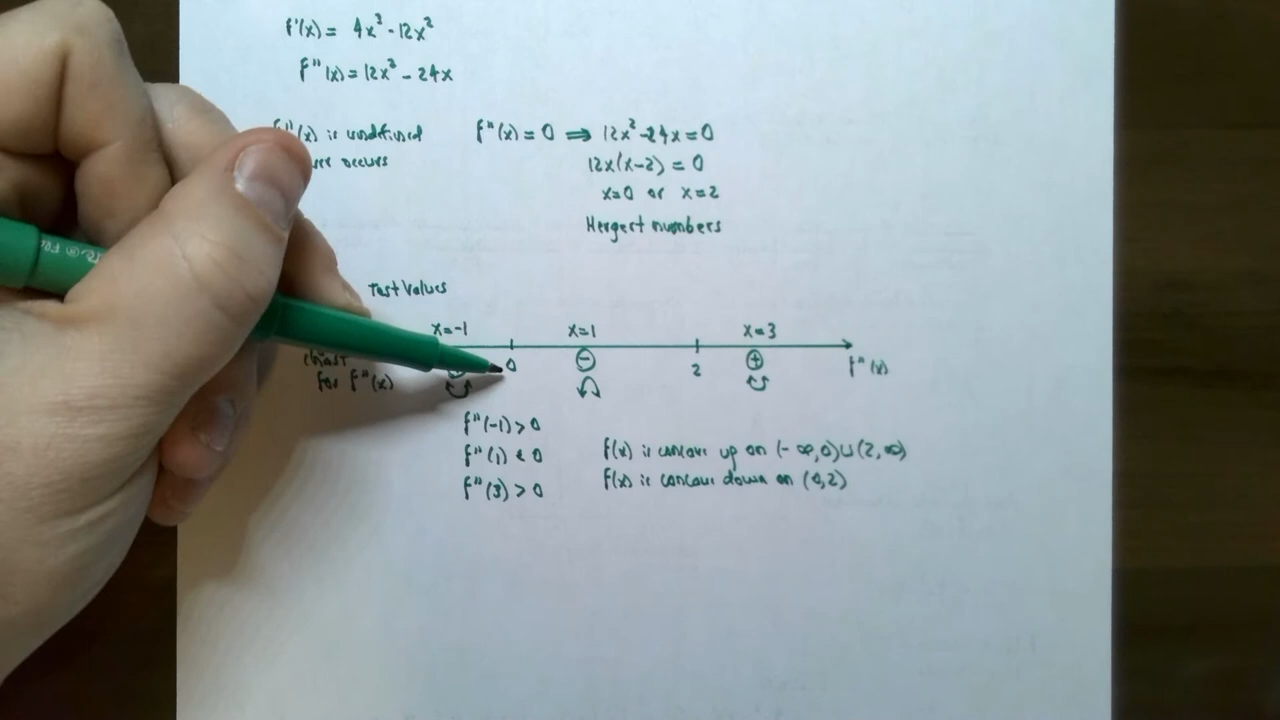 f'(x) = 4x³ - 12x²
f"(x) = 12x² - 24x
f"(x) is undefined
occurs
f"(x) = 0 ⇒ 12x² - 24x = 0
12x(x-2) = 0
x=0 or x=2
Hergert numbers
Test Values
x=-1 x=1 x=3
0 − 2 + f"(x)
chart
for f"(x)
f"(-1) > 0
f"(1) < 0
f"(3) > 0
f(x) is concave up on (-∞,0)∪(2,∞)
f(x) is concave down on (0,2)